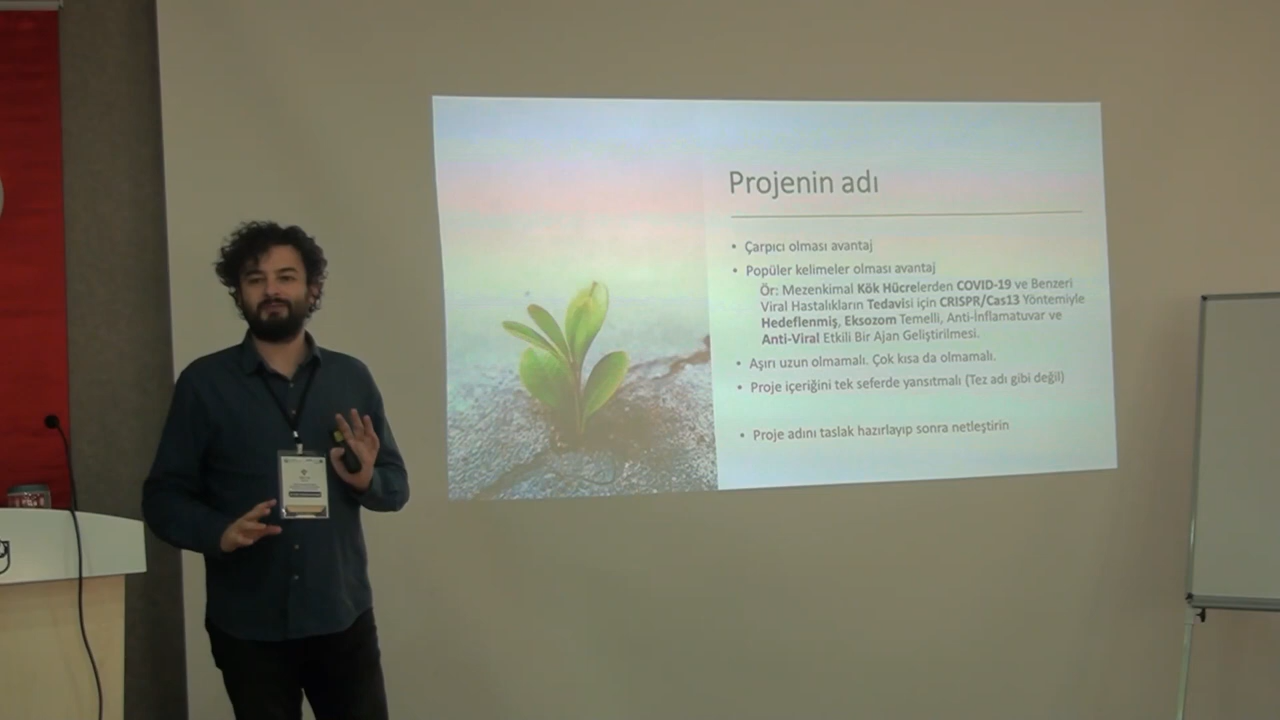 Projenin adı
• Çarpıcı olması avantaj
• Popüler kelimeler olması avantaj
Ör: Mezenkimal Kök Hücrelerden COVID-19 ve Benzeri
Viral Hastalıkların Tedavisi için CRISPR/Cas13 Yöntemiyle
Hedeflenmiş, Eksozom Temelli, Anti-İnflamatuvar ve
Anti-Viral Etkili Bir Ajan Geliştirilmesi.
• Aşırı uzun olmamalı. Çok kısa da olmamalı.
• Proje içeriğini tek seferde yansıtmalı (Tez adı gibi değil)
• Proje adını taslak hazırlayıp sonra netleştirin